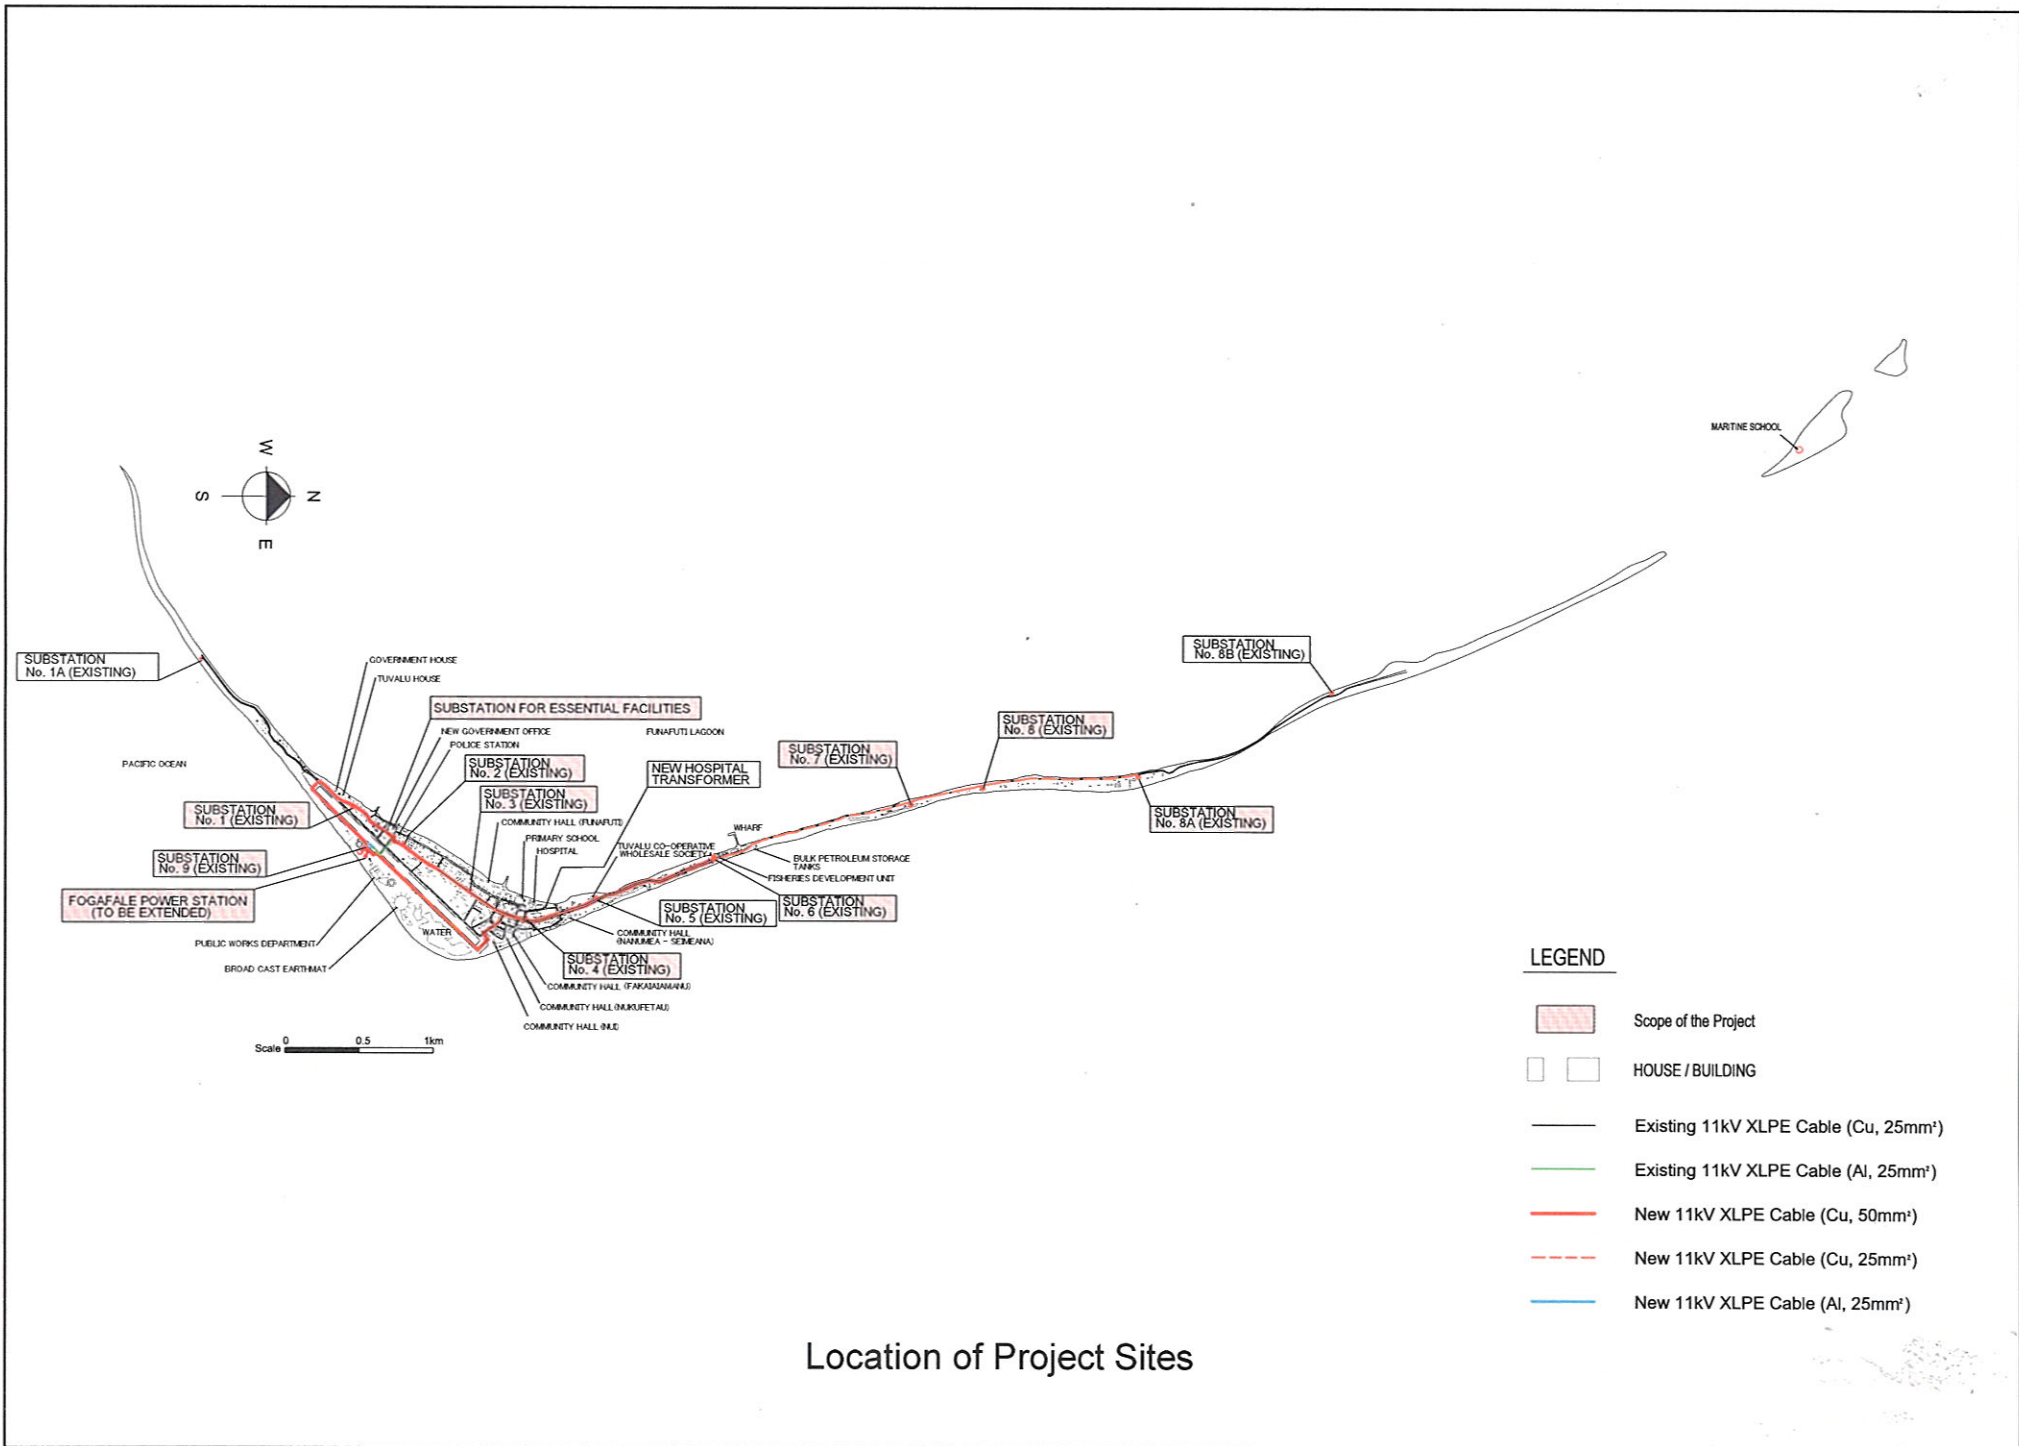 MARITINE SCHOOL
W
S
N
E
SUBSTATION
No. 1A (EXISTING)
GOVERNMENT HOUSE
TUVALU HOUSE
SUBSTATION FOR ESSENTIAL FACILITIES
NEW GOVERNMENT OFFICE
POLICE STATION
FUNAFUTI LAGOON
PACIFIC OCEAN
SUBSTATION
No. 2 (EXISTING)
NEW HOSPITAL
TRANSFORMER
SUBSTATION
No. 3 (EXISTING)
SUBSTATION
No. 1 (EXISTING)
COMMUNITY HALL (FUNAFUTI)
PRIMARY SCHOOL
HOSPITAL
TUVALU CO-OPERATIVE
WHOLESALE SOCIETY
WHARF
SUBSTATION
No. 7 (EXISTING)
SUBSTATION
No. 8 (EXISTING)
SUBSTATION
No. 8B (EXISTING)
SUBSTATION
No. 8A (EXISTING)
BULK PETROLEUM STORAGE
TANKS
FISHERIES DEVELOPMENT UNIT
SUBSTATION
No. 9 (EXISTING)
FOGAFALE POWER STATION
(TO BE EXTENDED)
SUBSTATION
No. 5 (EXISTING)
SUBSTATION
No. 6 (EXISTING)
PUBLIC WORKS DEPARTMENT
WATER
COMMUNITY HALL
(NANUMEA - SEIMEANA)
BROAD CAST EARTHMAT
SUBSTATION
No. 4 (EXISTING)
COMMUNITY HALL (FAKAIAIAMANU)
COMMUNITY HALL (NUKUFETAU)
COMMUNITY HALL (NUI)
Scale 0 0.5 1km
LEGEND
Scope of the Project
HOUSE / BUILDING
Existing 11kV XLPE Cable (Cu, 25mm²)
Existing 11kV XLPE Cable (Al, 25mm²)
New 11kV XLPE Cable (Cu, 50mm²)
New 11kV XLPE Cable (Cu, 25mm²)
New 11kV XLPE Cable (Al, 25mm²)
Location of Project Sites